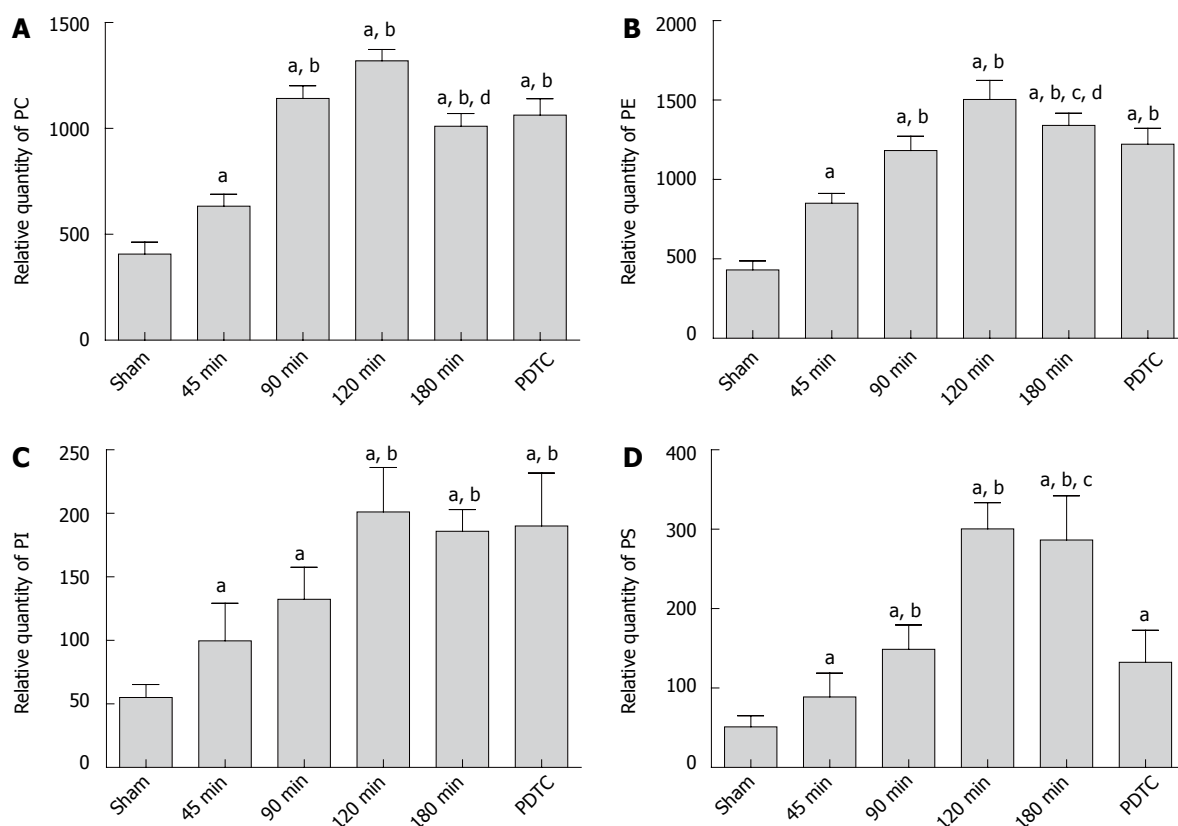 A
Relative quantity of PC
1500
1000
500
0
a
a, b
a, b
a, b, d
a, b
Sham
45 min
90 min
120 min
180 min
PDTC
B
Relative quantity of PE
2000
1500
1000
500
0
a
a, b
a, b
a, b, c, d
a, b
Sham
45 min
90 min
120 min
180 min
PDTC
C
Relative quantity of PI
250
200
150
100
50
0
a
a
a, b
a, b
a, b
Sham
45 min
90 min
120 min
180 min
PDTC
D
Relative quantity of PS
400
300
200
100
0
a
a, b
a, b
a, b, c
a
Sham
45 min
90 min
120 min
180 min
PDTC